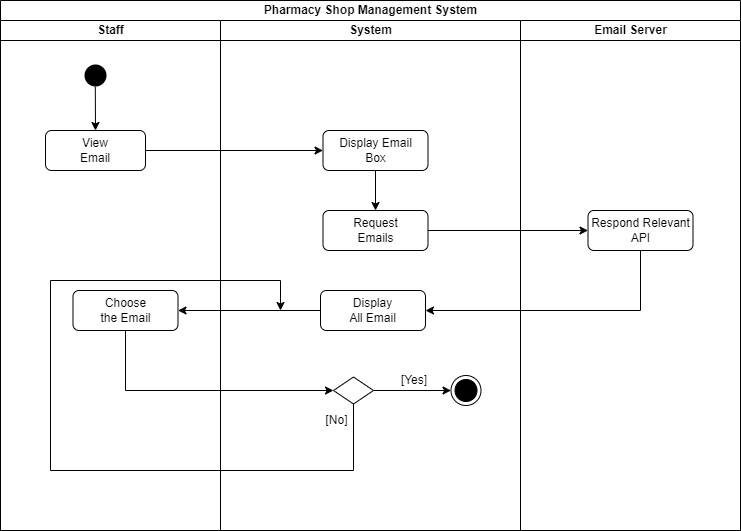 Pharmacy Shop Management System
Staff
System
Email Server
View
Email
Display Email
Box
Request
Emails
Respond Relevant
API
Choose
the Email
Display
All Email
[Yes]
[No]